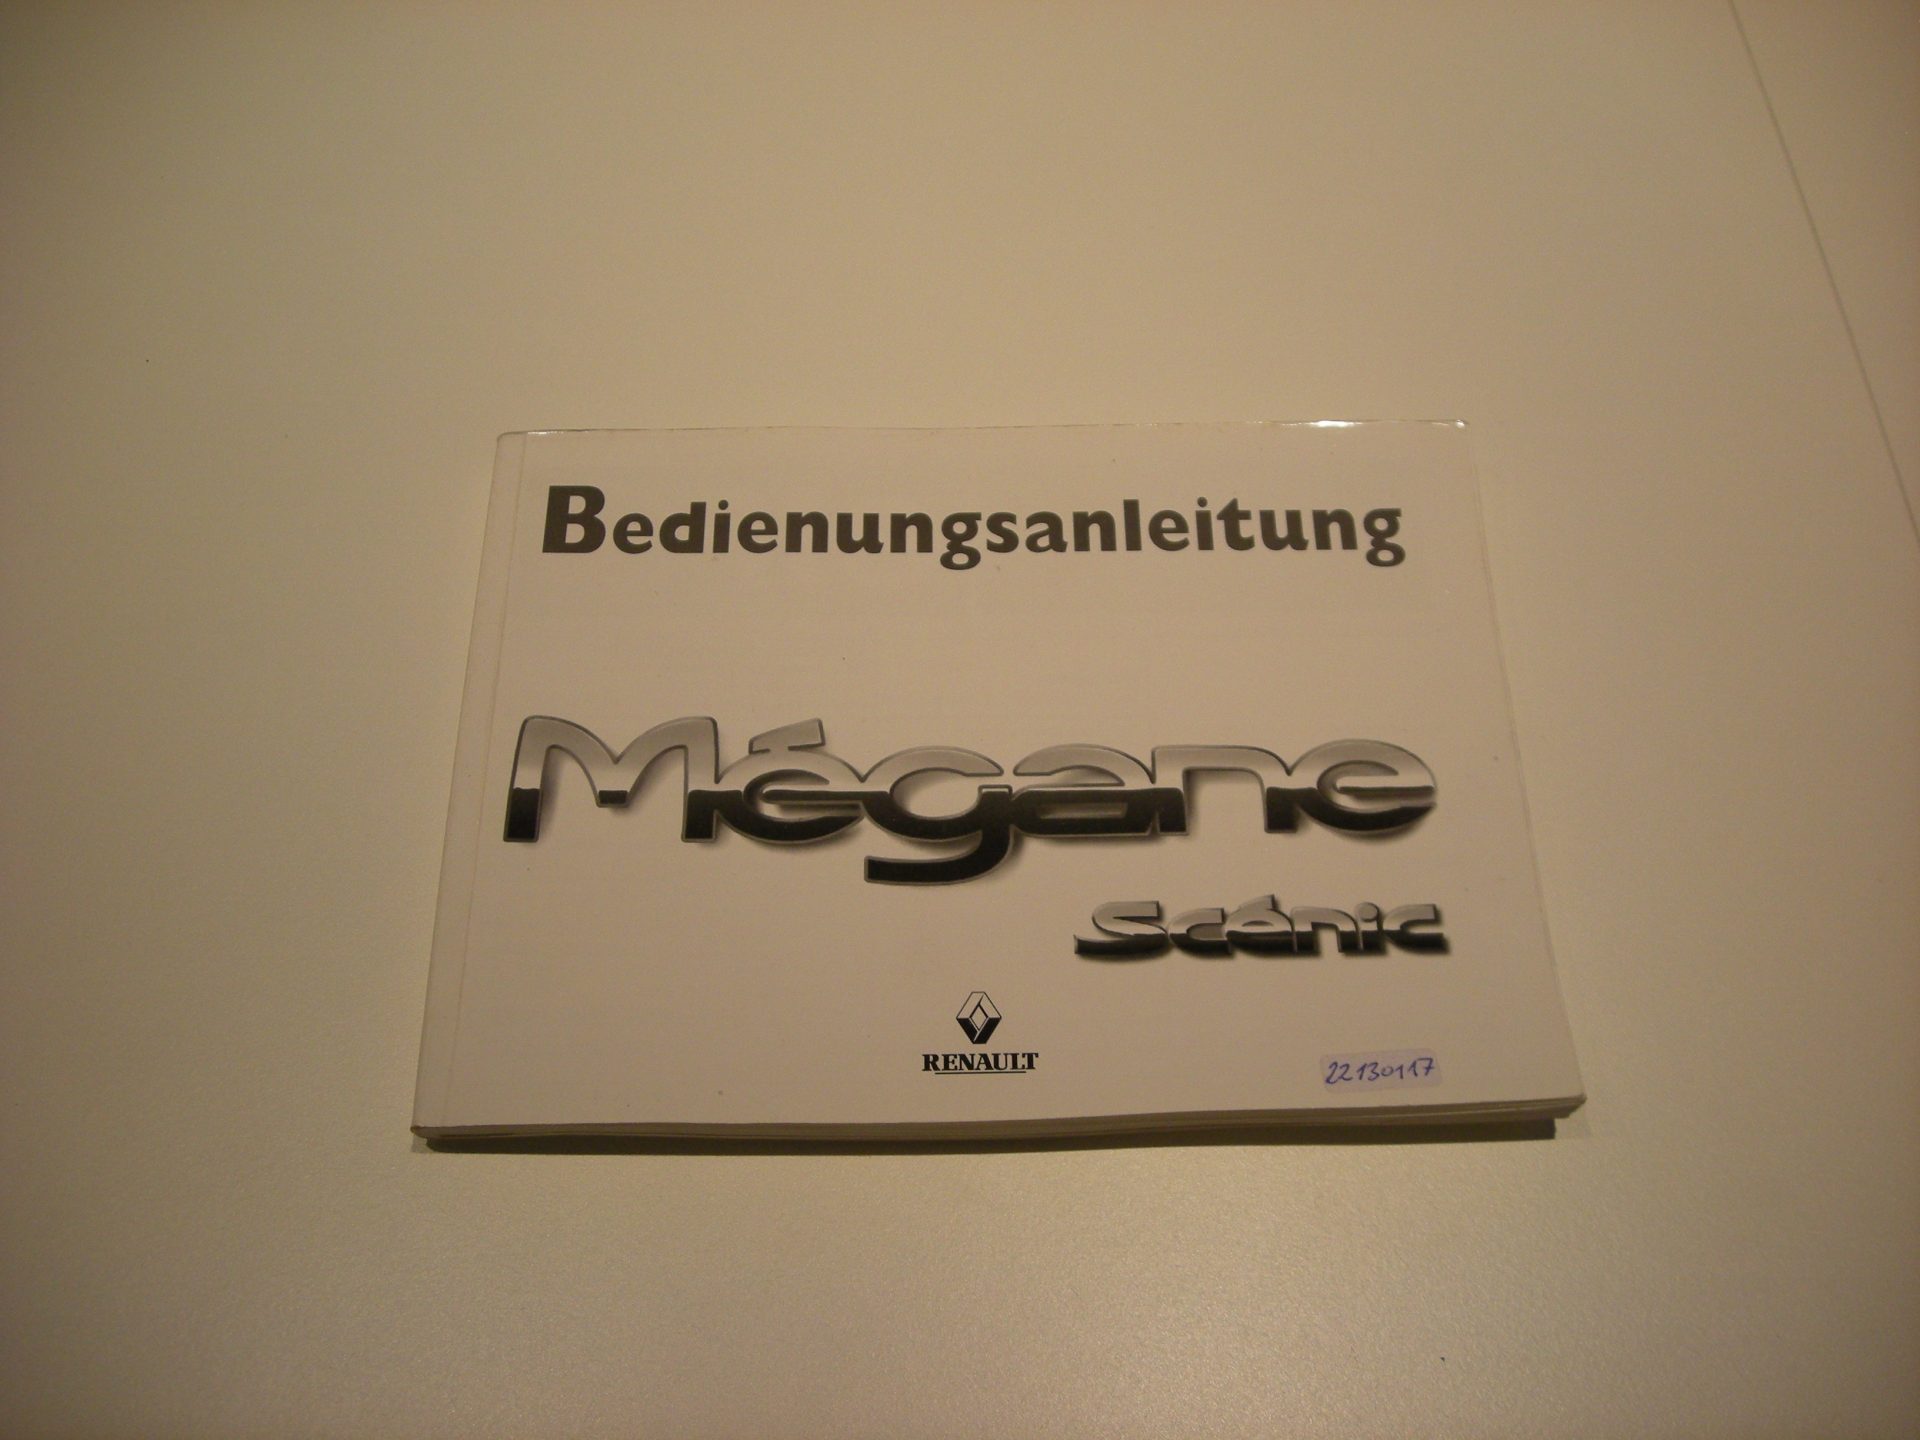 Bedienungsanleitung
Mégane
Scénic
RENAULT
22130117